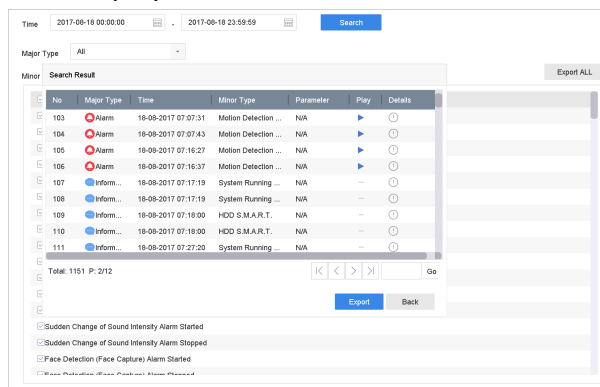 Time 2017-08-18 00:00:00 - 2017-08-18 23:59:59 Search
Major Type All
Minor
Export ALL
Search Result
No Major Type Time Minor Type Parameter Play Details
103 Alarm 18-08-2017 07:07:31 Motion Detection ... N/A
104 Alarm 18-08-2017 07:07:43 Motion Detection ... N/A
105 Alarm 18-08-2017 07:16:27 Motion Detection ... N/A
106 Alarm 18-08-2017 07:16:37 Motion Detection ... N/A
107 Inform... 18-08-2017 07:17:19 System Running ... N/A —
108 Inform... 18-08-2017 07:17:19 System Running ... N/A —
109 Inform... 18-08-2017 07:18:00 HDD S.M.A.R.T. N/A —
110 Inform... 18-08-2017 07:18:00 HDD S.M.A.R.T. N/A —
111 Inform... 18-08-2017 07:27:20 System Running ... N/A —
Total: 1151 P: 2/12 Go
Export Back
Sudden Change of Sound Intensity Alarm Started
Sudden Change of Sound Intensity Alarm Stopped
Face Detection (Face Capture) Alarm Started
Face Detection (Face Capture) Alarm Stopped